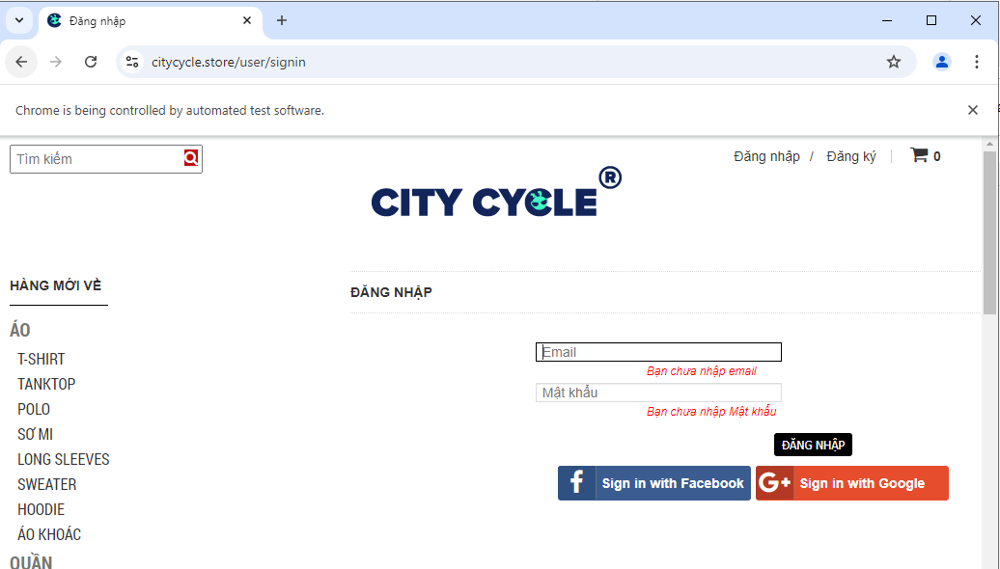 Đăng nhập
citycycle.store/user/signin
Chrome is being controlled by automated test software.
Tìm kiếm
Đăng nhập / Đăng ký | 0
CITY CYCLE ®
HÀNG MỚI VỀ
ÁO
T-SHIRT
TANKTOP
POLO
SƠ MI
LONG SLEEVES
SWEATER
HOODIE
ÁO KHOÁC
QUẦN
ĐĂNG NHẬP
Email
Bạn chưa nhập email
Mật khẩu
Bạn chưa nhập Mật khẩu
ĐĂNG NHẬP
f Sign in with Facebook
G+ Sign in with Google